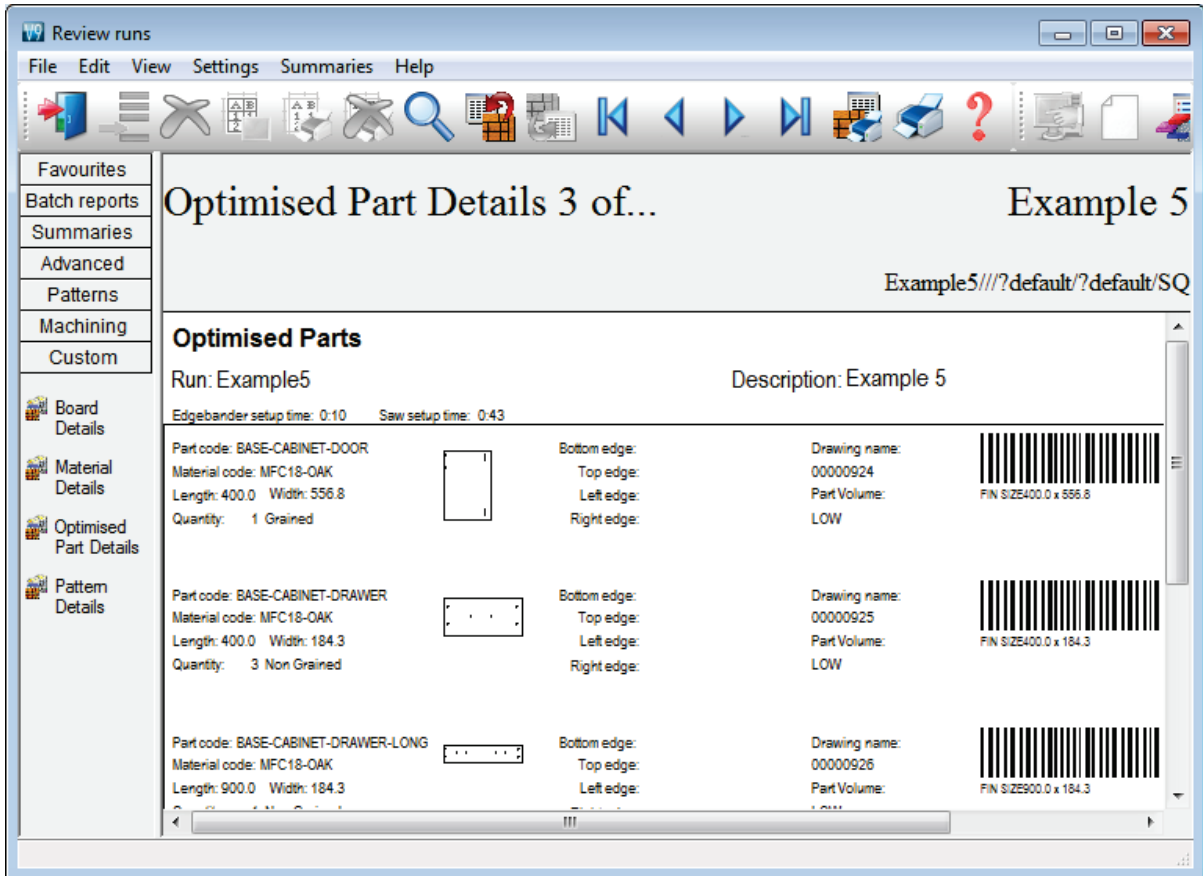 V9 Review runs
File Edit View Settings Summaries Help
Favourites
Batch reports
Summaries
Advanced
Patterns
Machining
Custom
Board
Details
Material
Details
Optimised
Part Details
Pattern
Details
Optimised Part Details 3 of... Example 5
Example5///?default/?default/SQ
Optimised Parts
Run: Example5 Description: Example 5
Edgebander setup time: 0:10 Saw setup time: 0:43
Part code: BASE-CABINET-DOOR Bottom edge: Drawing name:
Material code: MFC18-OAK Top edge: 00000924
Length: 400.0 Width: 556.8 Left edge: Part Volume: FIN SIZE400.0 x 556.8
Quantity: 1 Grained Right edge: LOW
Part code: BASE-CABINET-DRAWER Bottom edge: Drawing name:
Material code: MFC18-OAK Top edge: 00000925
Length: 400.0 Width: 184.3 Left edge: Part Volume: FIN SIZE400.0 x 184.3
Quantity: 3 Non Grained Right edge: LOW
Part code: BASE-CABINET-DRAWER-LONG Bottom edge: Drawing name:
Material code: MFC18-OAK Top edge: 00000926
Length: 900.0 Width: 184.3 Left edge: Part Volume: FIN SIZE900.0 x 184.3